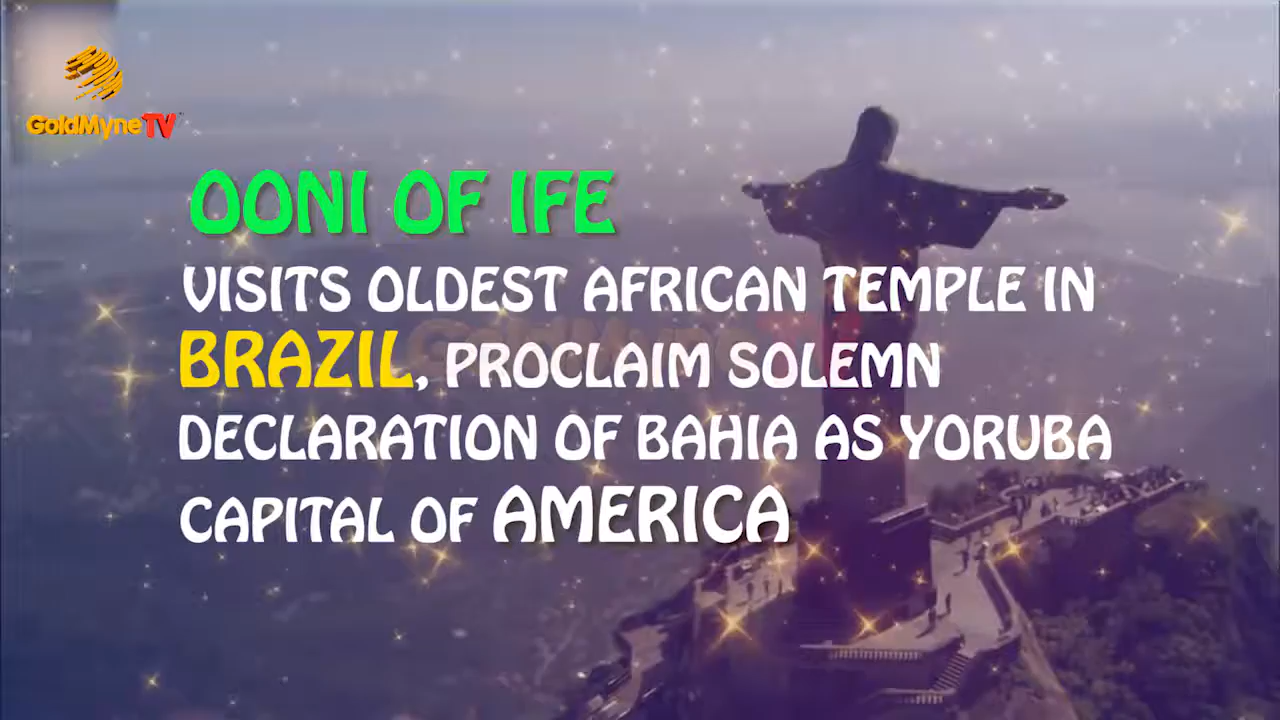 GoldMyneTV
OONI OF IFE
VISITS OLDEST AFRICAN TEMPLE IN
GoldMyneTV
BRAZIL, PROCLAIM SOLEMN
DECLARATION OF BAHIA AS YORUBA
CAPITAL OF AMERICA